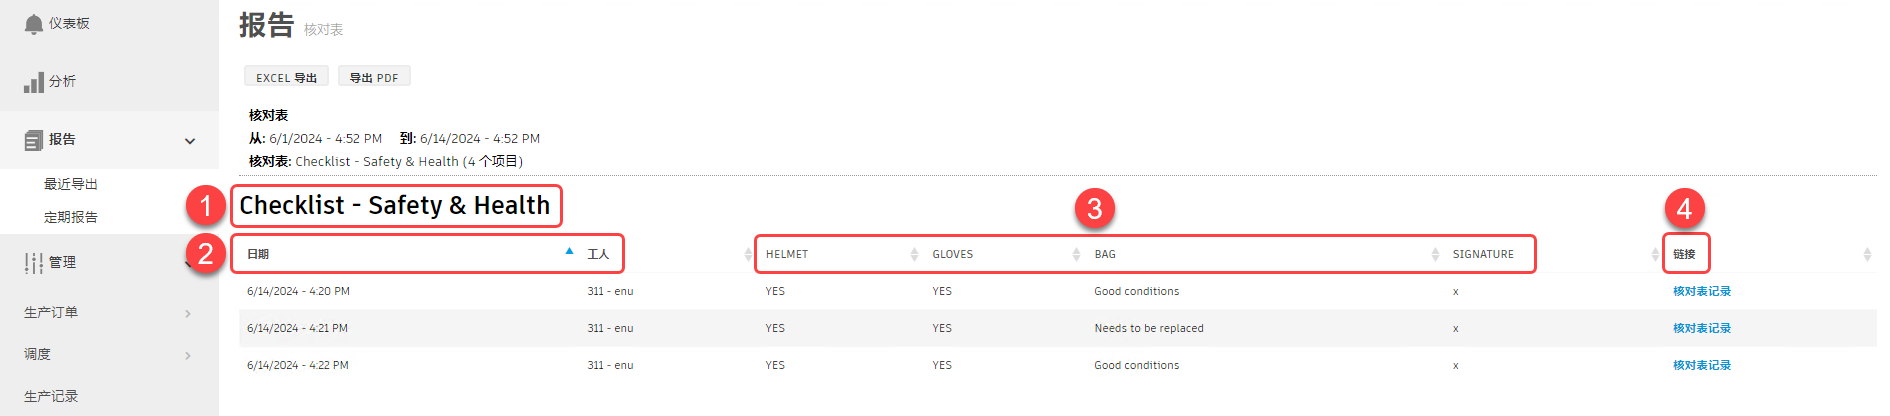 仪表板
分析
报告
最近导出
定期报告
管理
生产订单
调度
生产记录
报告 核对表
EXCEL 导出 导出 PDF
核对表
从: 6/1/2024 - 4:52 PM 到: 6/14/2024 - 4:52 PM
核对表: Checklist - Safety & Health (4 个项目)
1 Checklist - Safety & Health 3 4
2 日期 工人 HELMET GLOVES BAG SIGNATURE 链接
6/14/2024 - 4:20 PM 311 - enu YES YES Good conditions x 核对表记录
6/14/2024 - 4:21 PM 311 - enu YES YES Needs to be replaced x 核对表记录
6/14/2024 - 4:22 PM 311 - enu YES YES Good conditions x 核对表记录